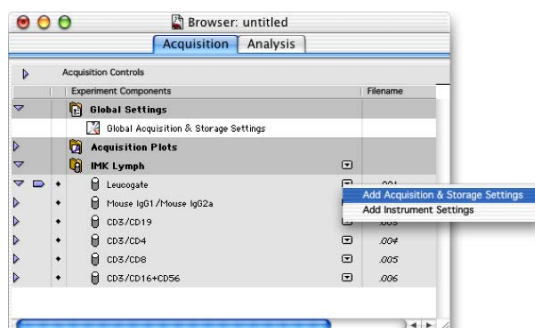 Browser: untitled
Acquisition Analysis
Acquisition Controls
Experiment Components Filename
Global Settings
Global Acquisition & Storage Settings
Acquisition Plots
IMK Lymph
Leucogate .001
Add Acquisition & Storage Settings
Mouse IgG1/Mouse IgG2a
Add Instrument Settings
CD3/CD19 .003
CD3/CD4 .004
CD3/CD8 .005
CD3/CD16+CD56 .006